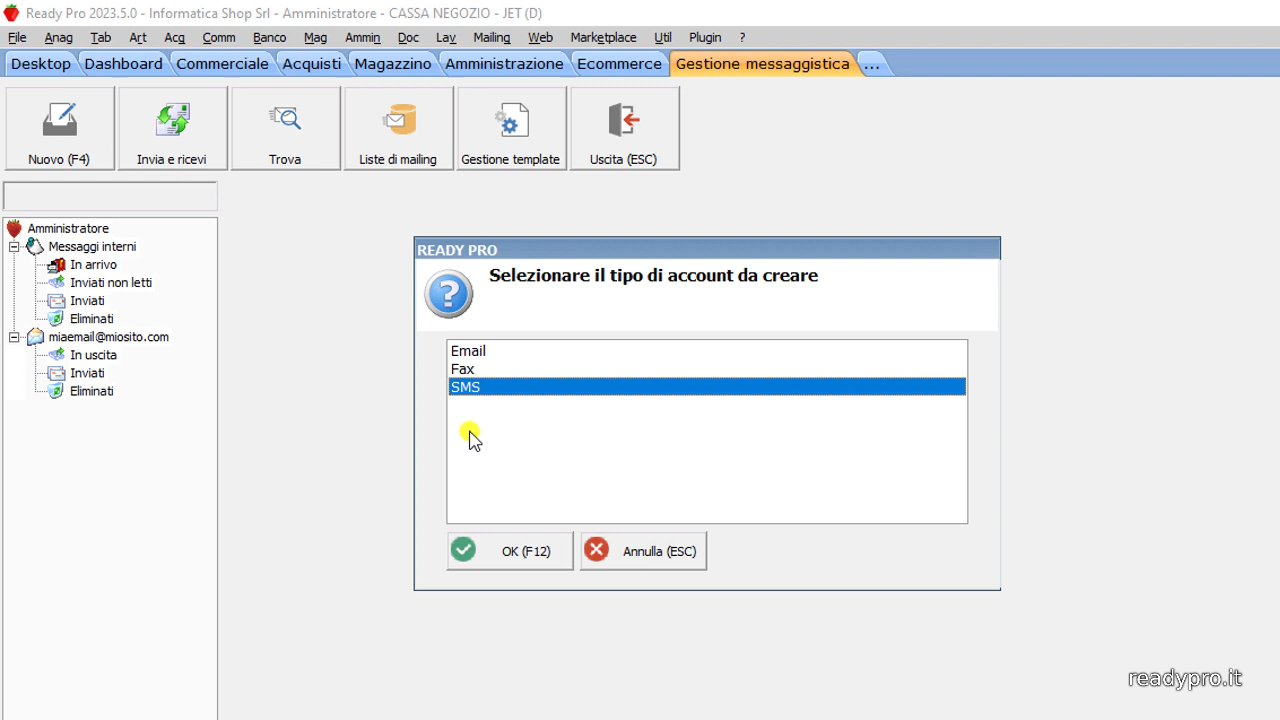 Ready Pro 2023.5.0 - Informatica Shop Srl - Amministratore - CASSA NEGOZIO - JET (D)
File Anag Tab Art Acq Comm Banco Mag Ammin Doc Lay Mailing Web Marketplace Util Plugin ?
Desktop Dashboard Commerciale Acquisti Magazzino Amministrazione Ecommerce Gestione messaggistica ...
Nuovo (F4) Invia e ricevi Trova Liste di mailing Gestione template Uscita (ESC)
Amministratore
Messaggi interni
In arrivo
Inviati non letti
Inviati
Eliminati
miaemail@miosito.com
In uscita
Inviati
Eliminati
READY PRO
Selezionare il tipo di account da creare
Email
Fax
SMS
OK (F12) Annulla (ESC)
readypro.it